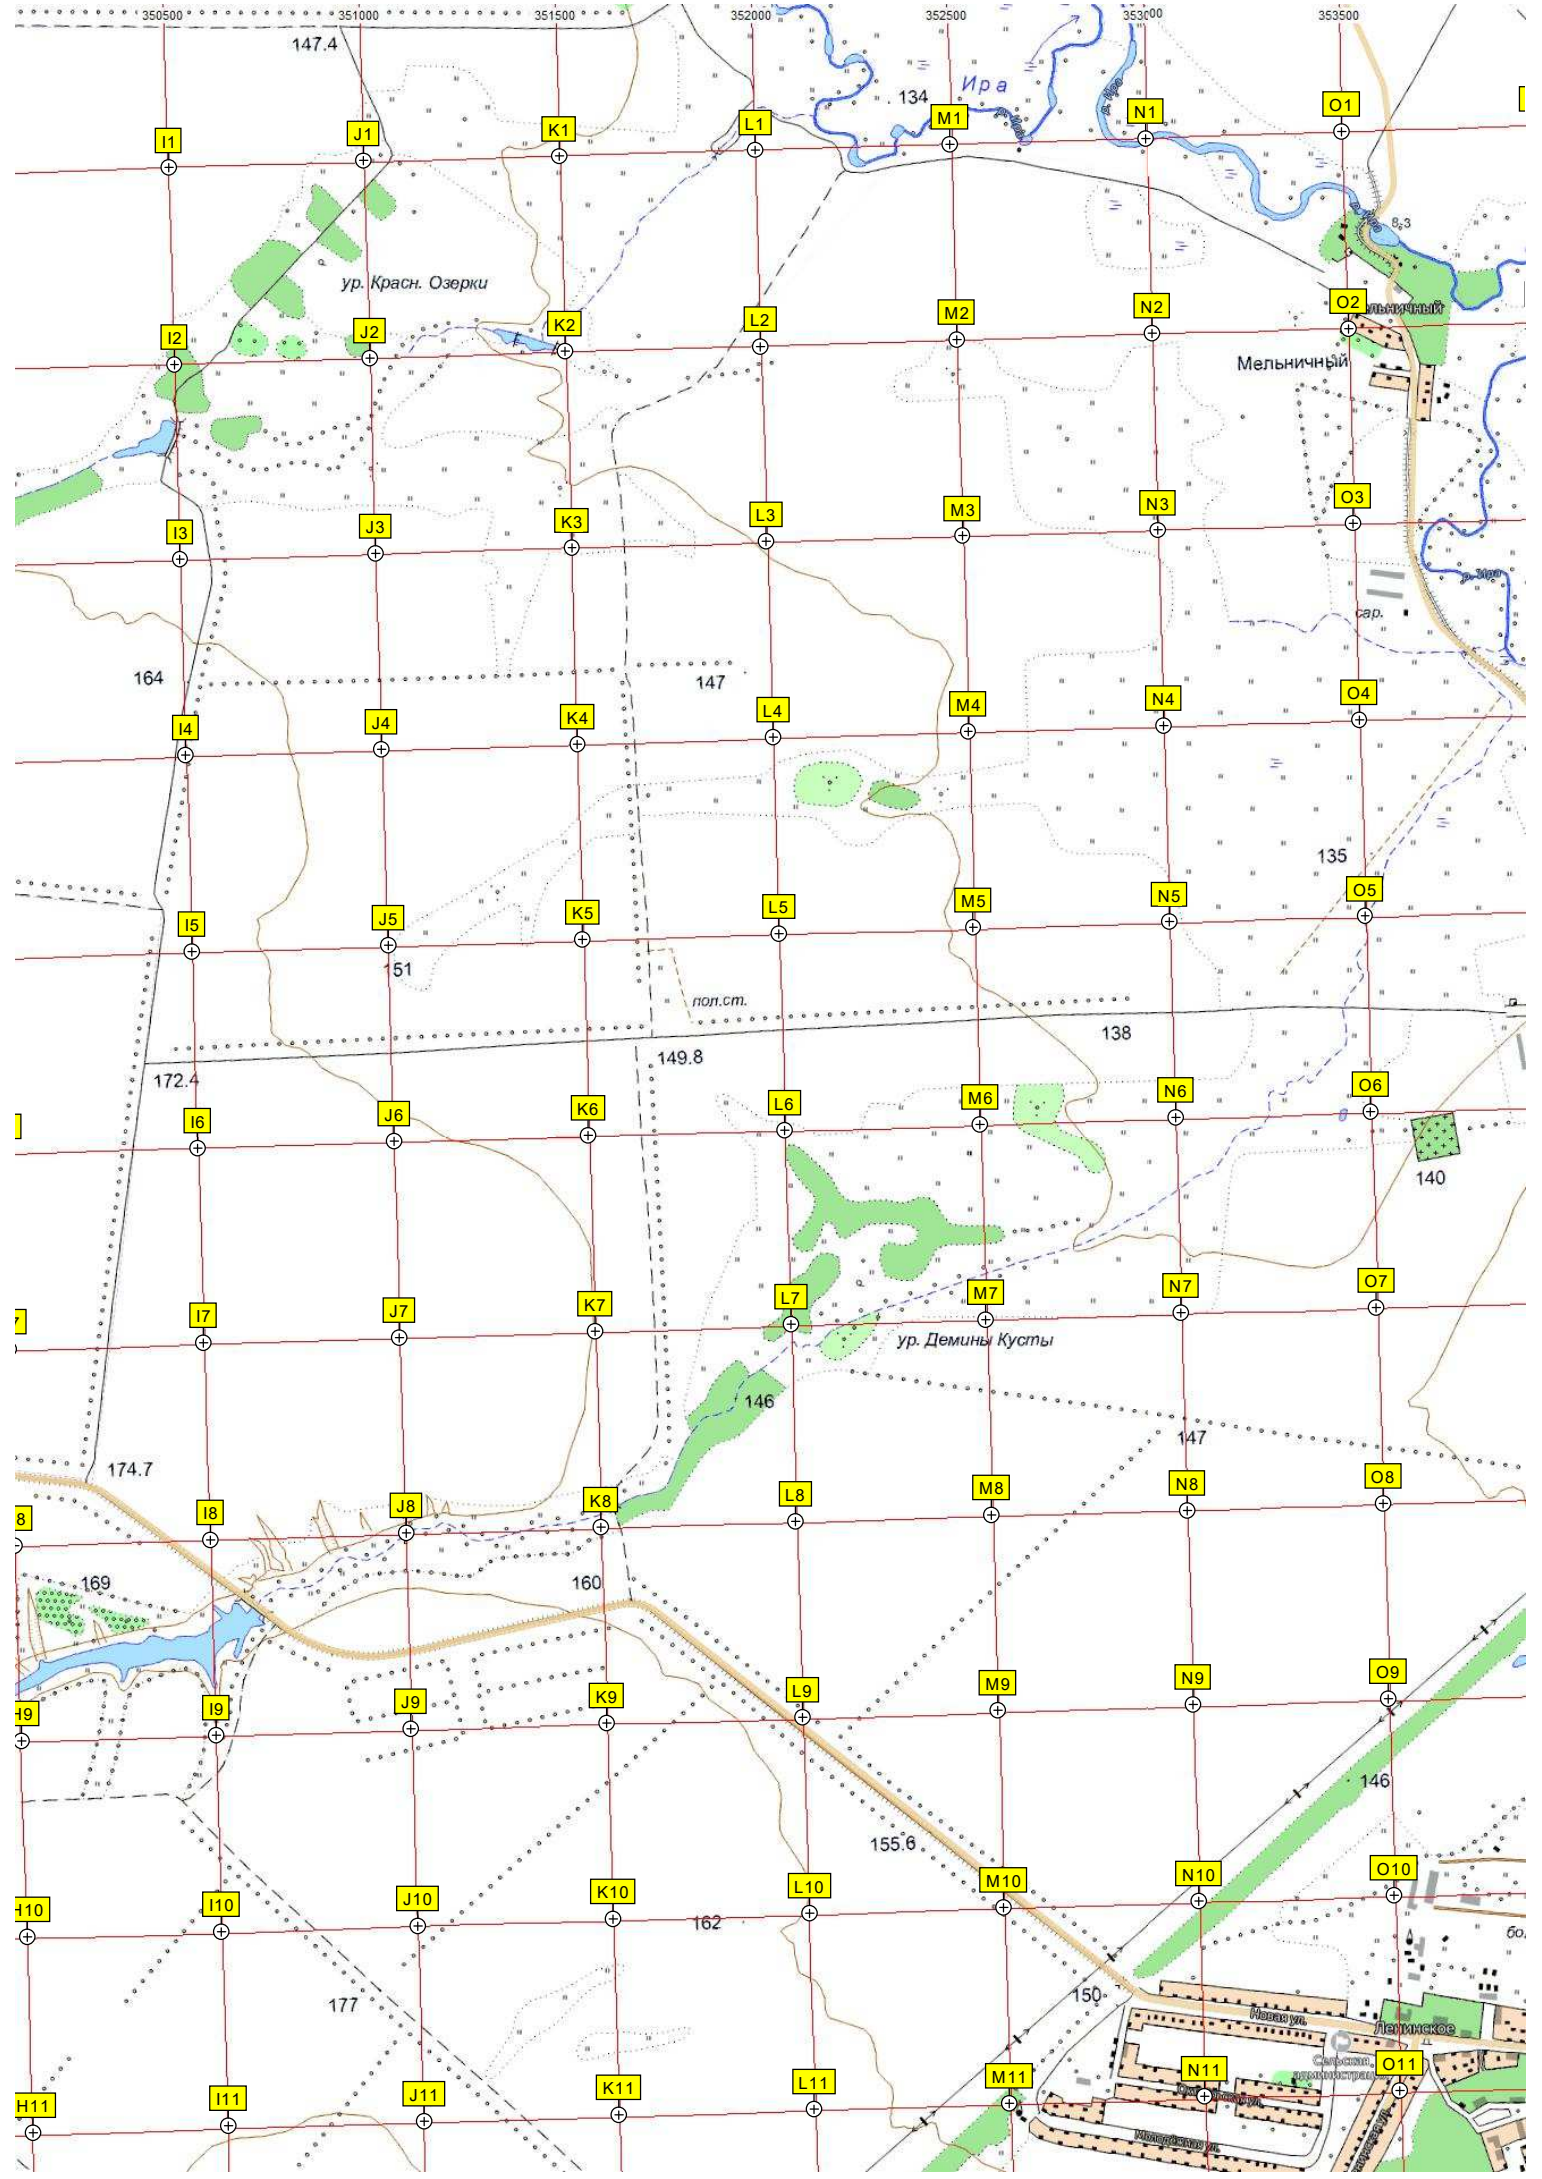 350500 351000 351500 352000 352500 353000 353500
147.4
Ира
134
р. Ира
р. Ира
I1 J1 K1 L1 M1 N1 O1
р. Ира
8,3
ур. Красн. Озерки
I2 J2 K2 L2 M2 N2 O2
Мельничный
I3 J3 K3 L3 M3 N3 O3
р. Ира
сар.
164
147
I4 J4 K4 L4 M4 N4 O4
135
I5 J5 K5 L5 M5 N5 O5
151
пол.ст.
138
149.8
172.4
I6 J6 K6 L6 M6 N6 O6
140
I7 J7 K7 L7 M7 N7 O7
7
ур. Демины Кусты
146
147
174.7
8 I8 J8 K8 L8 M8 N8 O8
169
160
H9 I9 J9 K9 L9 M9 N9 O9
146
155.6
H10 I10 J10 K10 L10 M10 N10 O10
162
бо
177
150
Новая ул.
Ленинское
Сельская
H11 I11 J11 K11 L11 M11 N11 O11
Молодёжная ул.